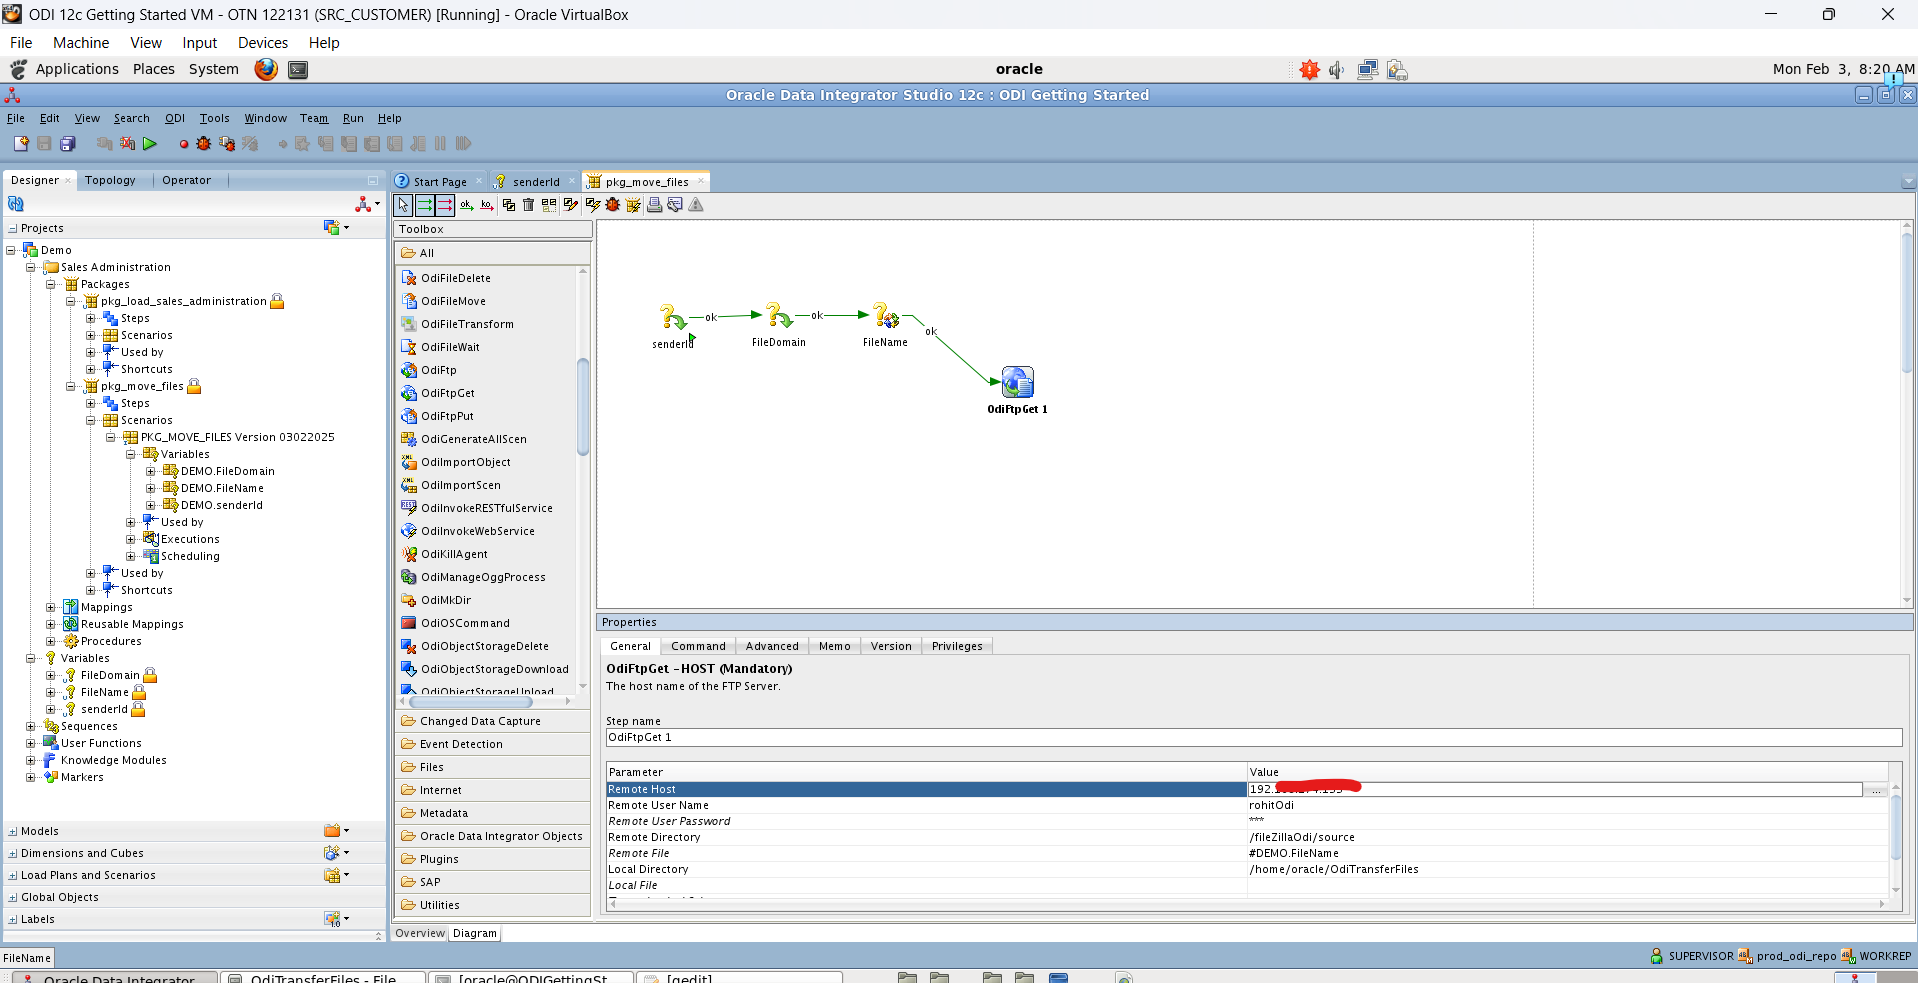 ODI 12c Getting Started VM - OTN 122131 (SRC_CUSTOMER) [Running] - Oracle VirtualBox
File Machine View Input Devices Help
Applications Places System oracle Mon Feb 3, 8:20 AM
Oracle Data Integrator Studio 12c : ODI Getting Started
File Edit View Search ODI Tools Window Team Run Help
Designer Topology Operator
Projects
Demo
Sales Administration
Packages
pkg_load_sales_administration
Steps
Scenarios
Used by
Shortcuts
pkg_move_files
Steps
Scenarios
PKG_MOVE_FILES Version 03022025
Variables
DEMO.FileDomain
DEMO.FileName
DEMO.senderId
Used by
Executions
Scheduling
Used by
Shortcuts
Mappings
Reusable Mappings
Procedures
Variables
FileDomain
FileName
senderId
Sequences
User Functions
Knowledge Modules
Markers
Models
Dimensions and Cubes
Load Plans and Scenarios
Global Objects
Labels
Start Page senderId pkg_move_files
ok ko
Toolbox
All
OdiFileDelete
OdiFileMove
OdiFileTransform
OdiFileWait
OdiFtp
OdiFtpGet
OdiFtpPut
OdiGenerateAllScen
OdiImportObject
OdiImportScen
OdiInvokeRESTfulService
OdiInvokeWebService
OdiKillAgent
OdiManageOggProcess
OdiMkDir
OdiOSCommand
OdiObjectStorageDelete
OdiObjectStorageDownload
OdiObjectStorageUpload
Changed Data Capture
Event Detection
Files
Internet
Metadata
Oracle Data Integrator Objects
Plugins
SAP
Utilities
ok ok
senderId FileDomain FileName
ok
OdiFtpGet 1
Properties
General Command Advanced Memo Version Privileges
OdiFtpGet -HOST (Mandatory)
The host name of the FTP Server.
Step name
OdiFtpGet 1
Parameter Value
Remote Host 192. ...
Remote User Name rohitOdi
Remote User Password ***
Remote Directory /fileZillaOdi/source
Remote File #DEMO.FileName
Local Directory /home/oracle/OdiTransferFiles
Local File
Overview Diagram
FileName SUPERVISOR prod_odi_repo WORKREP
Oracle Data Integrator OdiTransferFiles - File [oracle@ODIGettingSt [gedit]